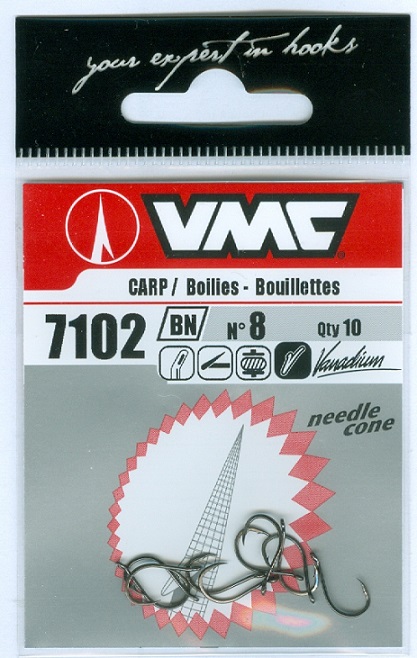 your expert in hooks
VMC
CARP / Boilies - Bouillettes
7102 BN N° 8 Qty 10
Vanadium
needle
cone